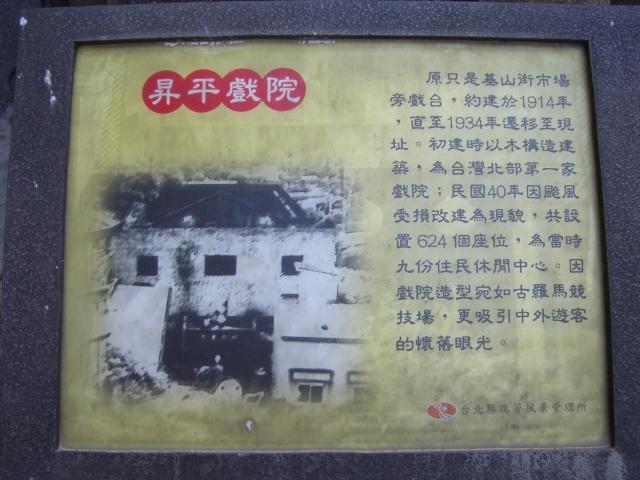 昇平戲院
原只是基山街市場
旁戲台，約建於1914年
，直至1934年遷移至現
址。初建時以木構造建
築，為台灣北部第一家
戲院；民國40年因颱風
受損改建為現貌，共設
置624個座位，為當時
九份住民休閒中心。因
戲院造型宛如古羅馬競
技場，更吸引中外遊客
的懷舊眼光。
台北縣瑞芳風景管理所